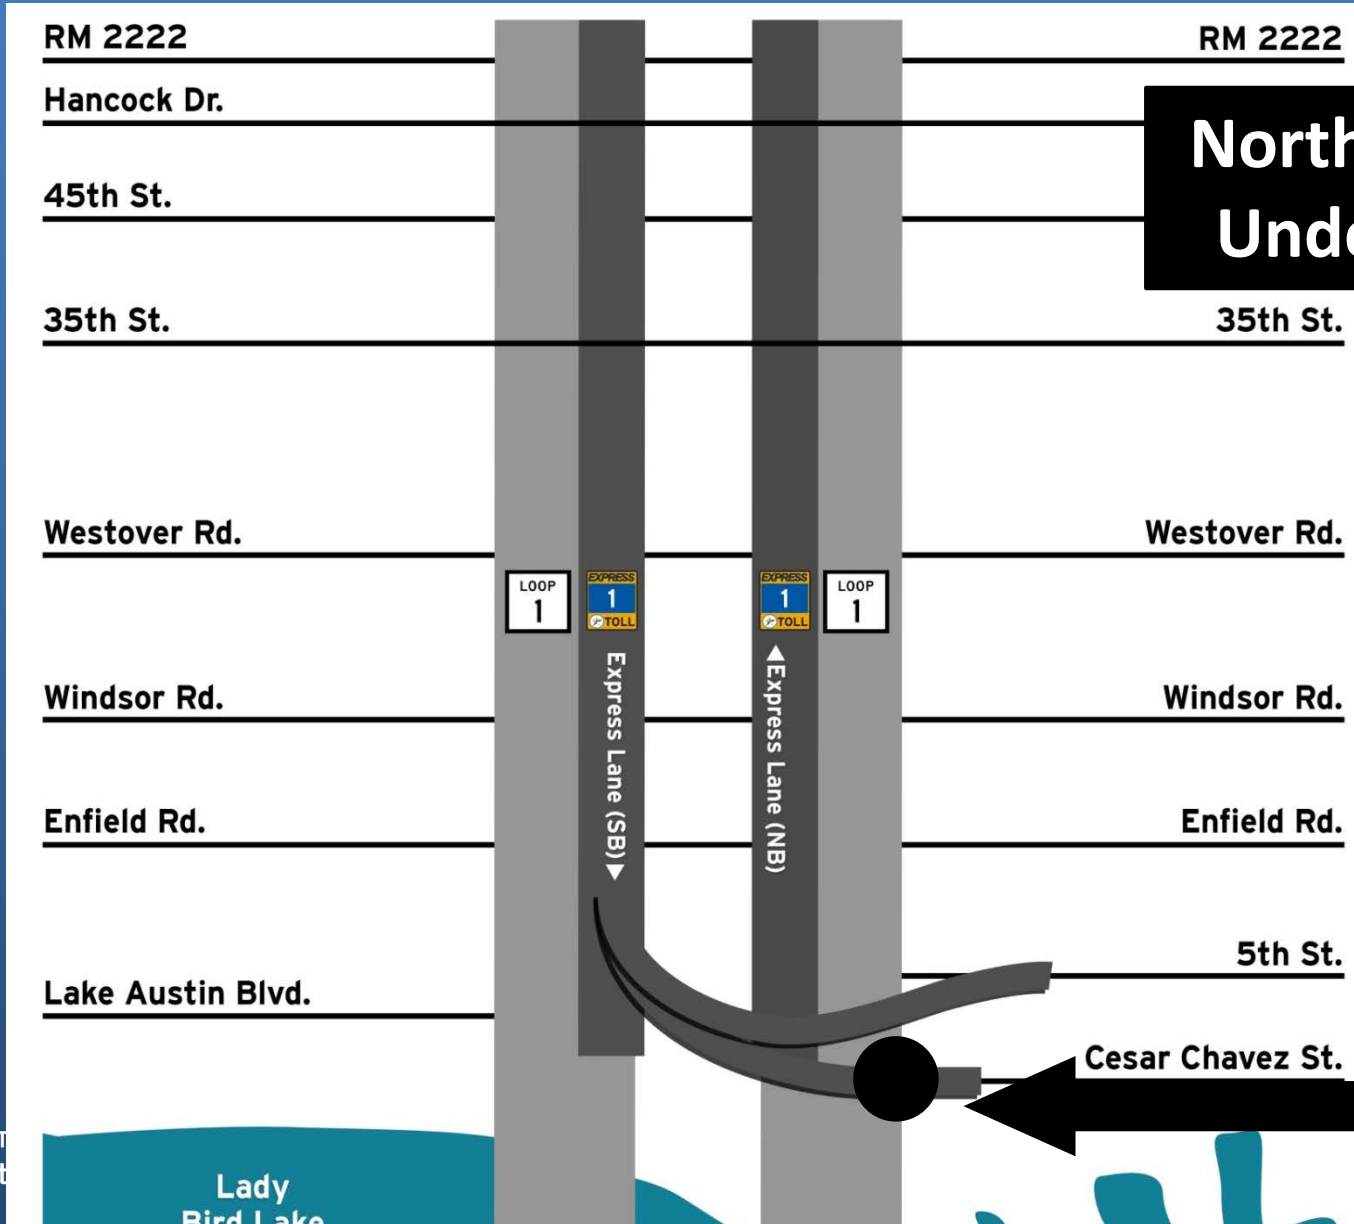 RM 2222
RM 2222
Hancock Dr.
45th St.
35th St.
35th St.
Westover Rd.
Westover Rd.
LOOP
1
EXPRESS
1
TOLL
EXPRESS
1
TOLL
LOOP
1
Express Lane (SB)
Express Lane (NB)
Windsor Rd.
Windsor Rd.
Enfield Rd.
Enfield Rd.
5th St.
Lake Austin Blvd.
Cesar Chavez St.
Lady
Bird Lake